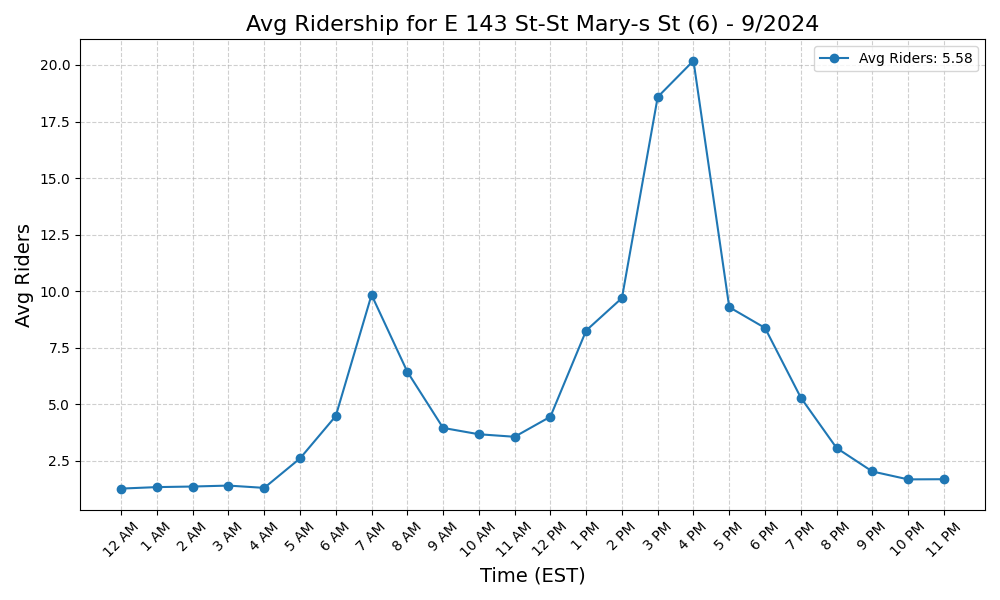 Avg Ridership for E 143 St-St Mary-s St (6) - 9/2024
Avg Riders: 5.58
Avg Riders
20.0
17.5
15.0
12.5
10.0
7.5
5.0
2.5
12 AM
1 AM
2 AM
3 AM
4 AM
5 AM
6 AM
7 AM
8 AM
9 AM
10 AM
11 AM
12 PM
1 PM
2 PM
3 PM
4 PM
5 PM
6 PM
7 PM
8 PM
9 PM
10 PM
11 PM
Time (EST)